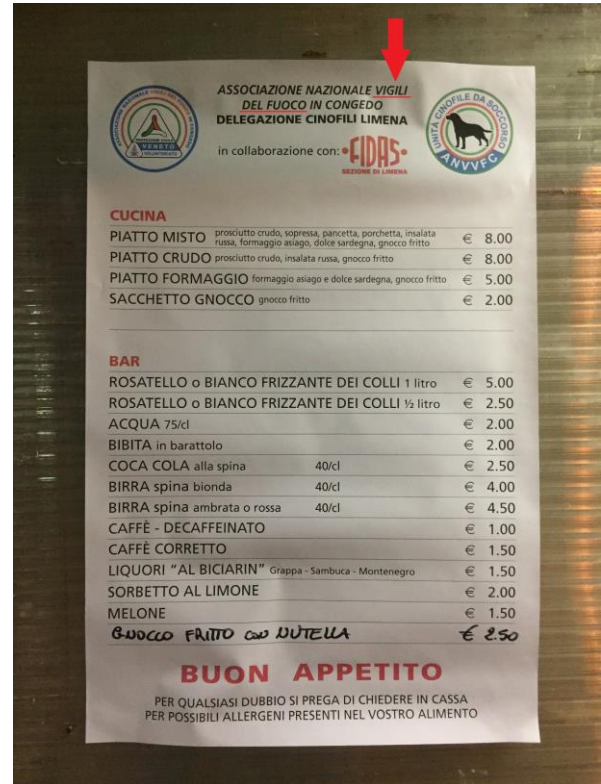 ASSOCIAZIONE NAZIONALE VIGILI
DEL FUOCO IN CONGEDO
DELEGAZIONE CINOFILI LIMENA
in collaborazione con: •FIDAS•
SEZIONE DI LIMENA
ASSOCIAZIONE NAZIONALE VIGILI DEL FUOCO IN CONGEDO
VENETO
UNITÀ CINOFILE DA SOCCORSO
ANVVFC
CUCINA
PIATTO MISTO prosciutto crudo, sopressa, pancetta, porchetta, insalata
russa, formaggio asiago, dolce sardegna, gnocco fritto € 8.00
PIATTO CRUDO prosciutto crudo, insalata russa, gnocco fritto € 8.00
PIATTO FORMAGGIO formaggio asiago e dolce sardegna, gnocco fritto € 5.00
SACCHETTO GNOCCO gnocco fritto € 2.00
BAR
ROSATELLO o BIANCO FRIZZANTE DEI COLLI 1 litro € 5.00
ROSATELLO o BIANCO FRIZZANTE DEI COLLI ½ litro € 2.50
ACQUA 75/cl € 2.00
BIBITA in barattolo € 2.00
COCA COLA alla spina 40/cl € 2.50
BIRRA spina bionda 40/cl € 4.00
BIRRA spina ambrata o rossa 40/cl € 4.50
CAFFÈ - DECAFFEINATO € 1.00
CAFFÈ CORRETTO € 1.50
LIQUORI "AL BICIARIN" Grappa - Sambuca - Montenegro € 1.50
SORBETTO AL LIMONE € 2.00
MELONE € 1.50
GNOCCO FRITTO CON NUTELLA € 2.50
BUON APPETITO
PER QUALSIASI DUBBIO SI PREGA DI CHIEDERE IN CASSA
PER POSSIBILI ALLERGENI PRESENTI NEL VOSTRO ALIMENTO